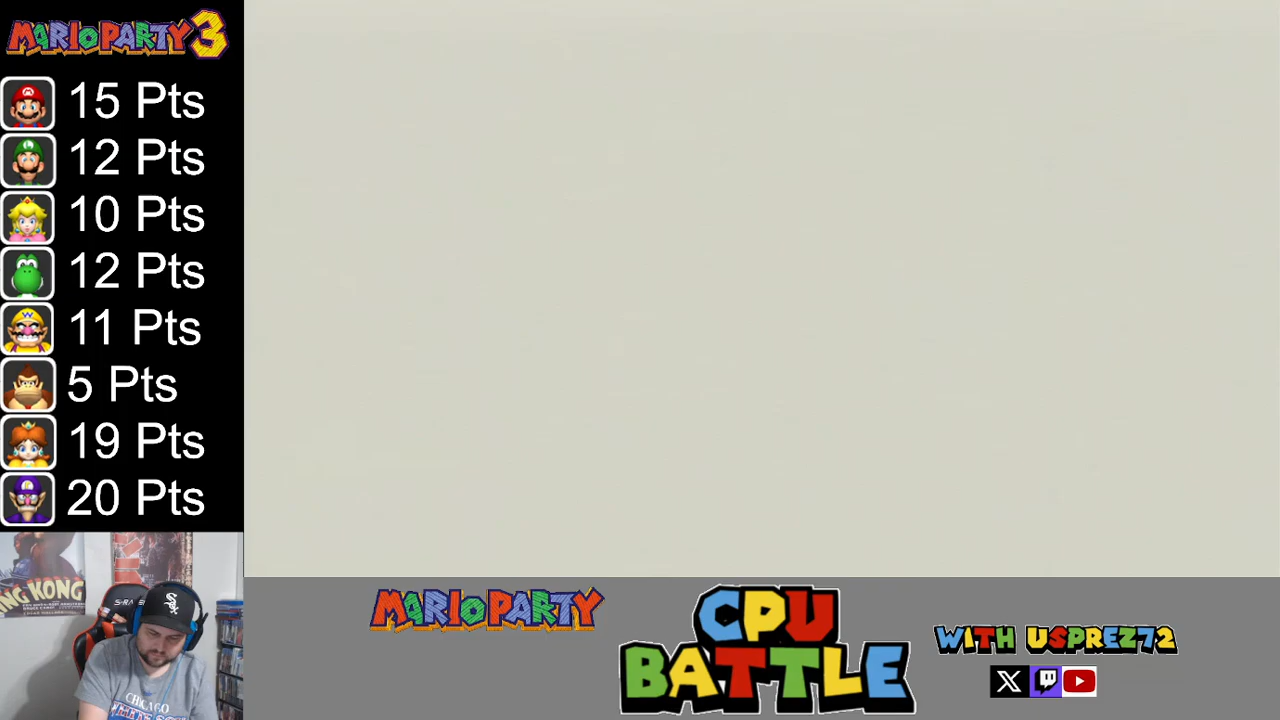 MARIO PARTY 3
15 Pts
12 Pts
10 Pts
12 Pts
11 Pts
5 Pts
19 Pts
20 Pts
KONG
MARIO PARTY
CPU
BATTLE
WITH USPREZ72